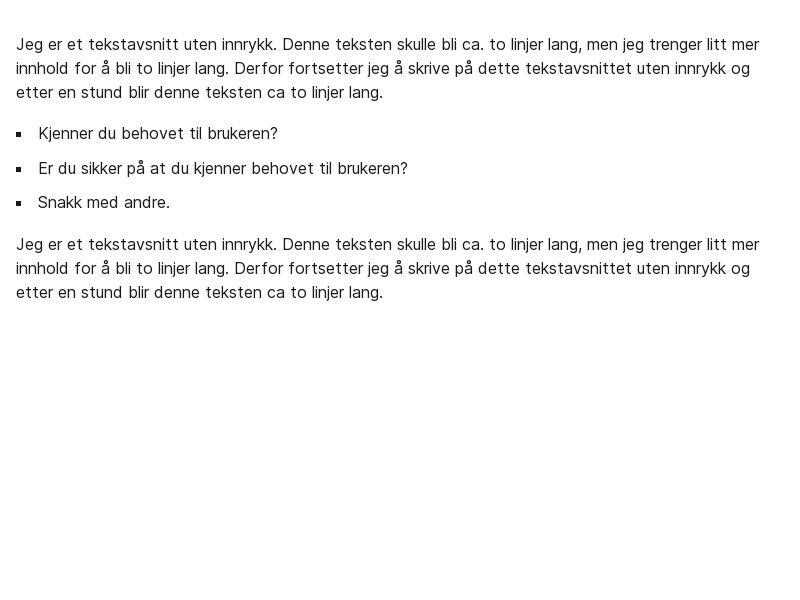 Jeg er et tekstavsnitt uten innrykk. Denne teksten skulle bli ca. to linjer lang, men jeg trenger litt mer
innhold for å bli to linjer lang. Derfor fortsetter jeg å skrive på dette tekstavsnittet uten innrykk og
etter en stund blir denne teksten ca to linjer lang.
▪ Kjenner du behovet til brukeren?
▪ Er du sikker på at du kjenner behovet til brukeren?
▪ Snakk med andre.
Jeg er et tekstavsnitt uten innrykk. Denne teksten skulle bli ca. to linjer lang, men jeg trenger litt mer
innhold for å bli to linjer lang. Derfor fortsetter jeg å skrive på dette tekstavsnittet uten innrykk og
etter en stund blir denne teksten ca to linjer lang.